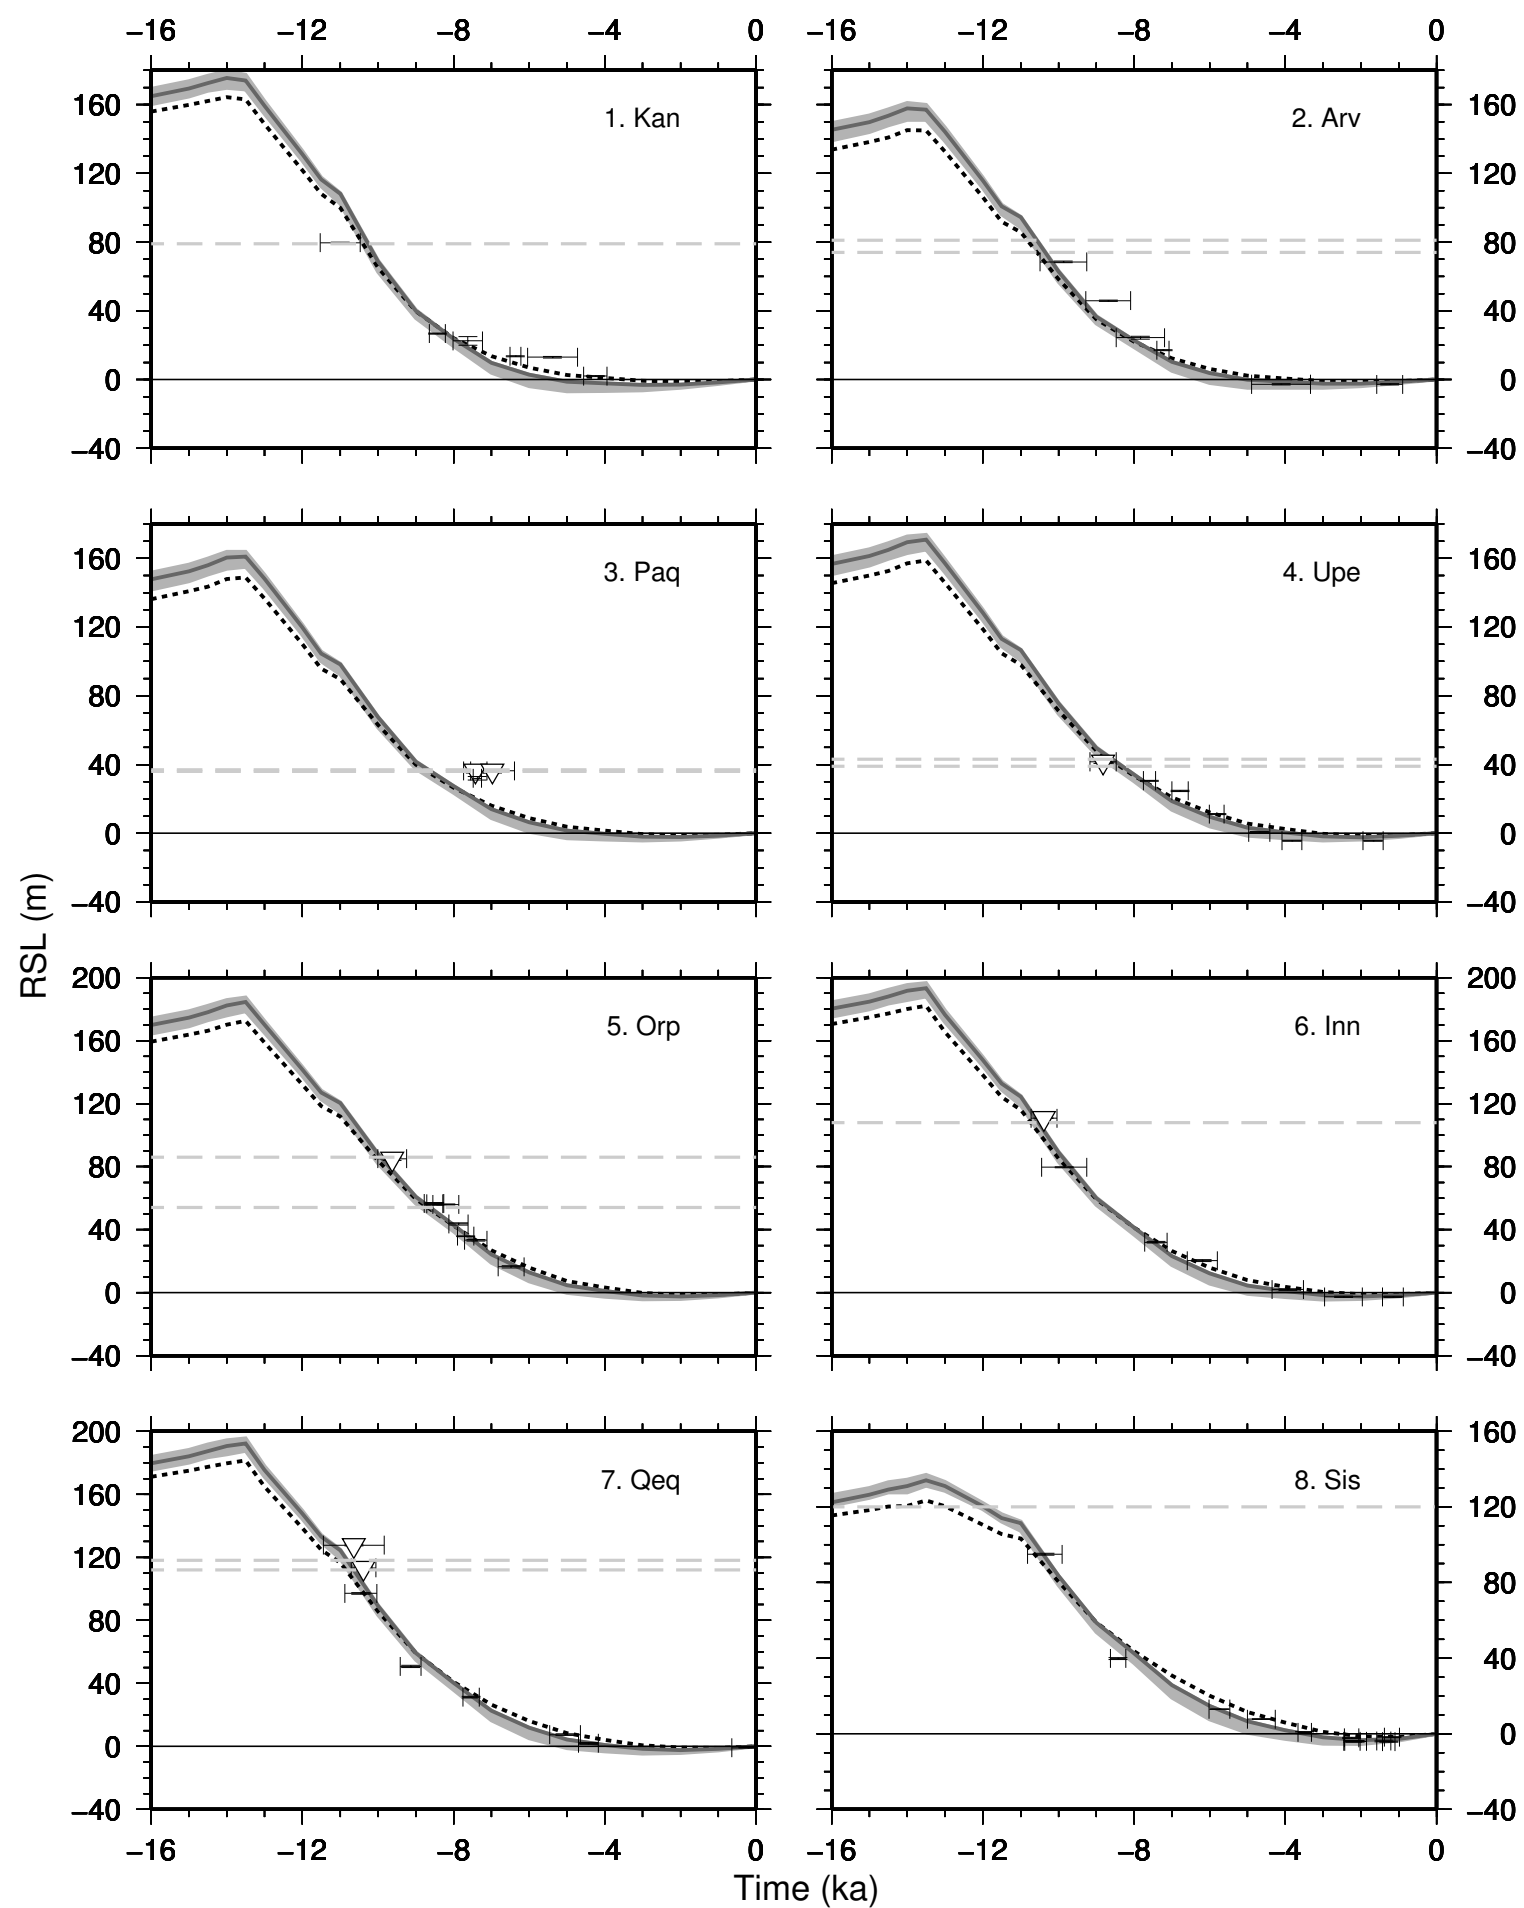 −16 −12 −8 −4 0 −16 −12 −8 −4 0
160 1. Kan 2. Arv 160
120 120
80 80
40 40
0 0
−40 −40
160 3. Paq 4. Upe 160
120 120
80 80
40 40
0 0
−40 −40
RSL (m)
200 200
160 5. Orp 6. Inn 160
120 120
80 80
40 40
0 0
−40 −40
200 160
160 7. Qeq 8. Sis 120
120 80
80 40
40 0
0 −40
−40
−16 −12 −8 −4 0 −16 −12 −8 −4 0
Time (ka)